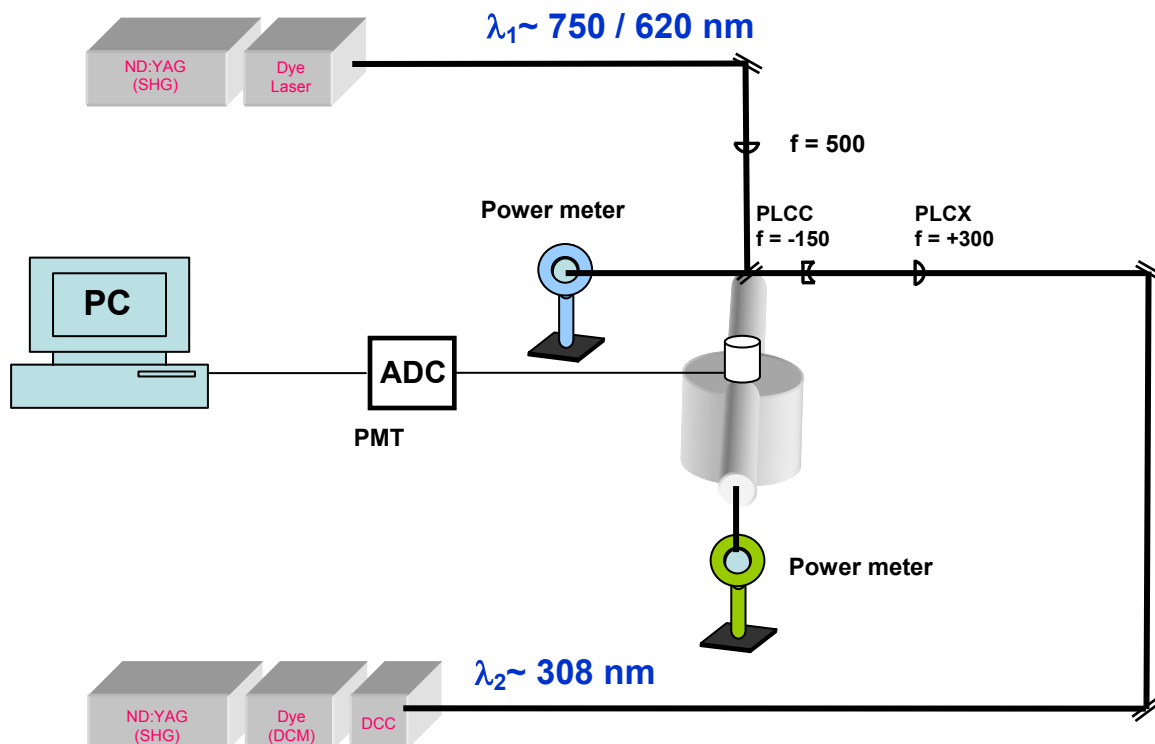 λ1~ 750 / 620 nm
ND:YAG
(SHG)
Dye
Laser
f = 500
Power meter
PLCC
f = -150
PLCX
f = +300
PC
ADC
PMT
Power meter
λ2~ 308 nm
ND:YAG
(SHG)
Dye
(DCM)
DCC